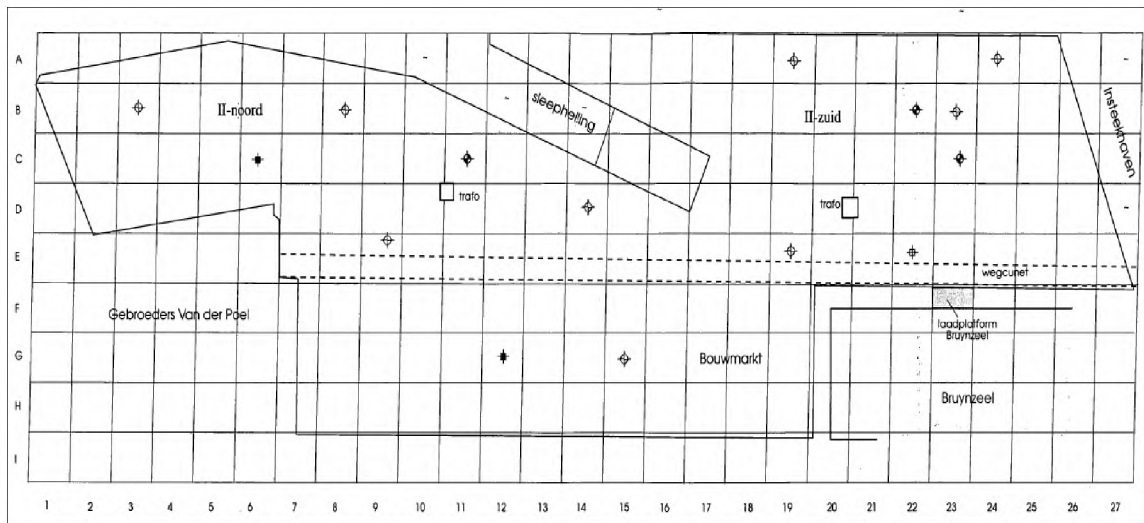 A
B
C
D
E
F
G
H
I
II-noord
sleephelling
II-zuid
Insteekhaven
trafo
trafo
wegcunet
Gebroeders Van der Poel
laadplatform
Bruynzeel
Bouwmarkt
Bruynzeel
1 2 3 4 5 6 7 8 9 10 11 12 13 14 15 16 17 18 19 20 21 22 23 24 25 26 27